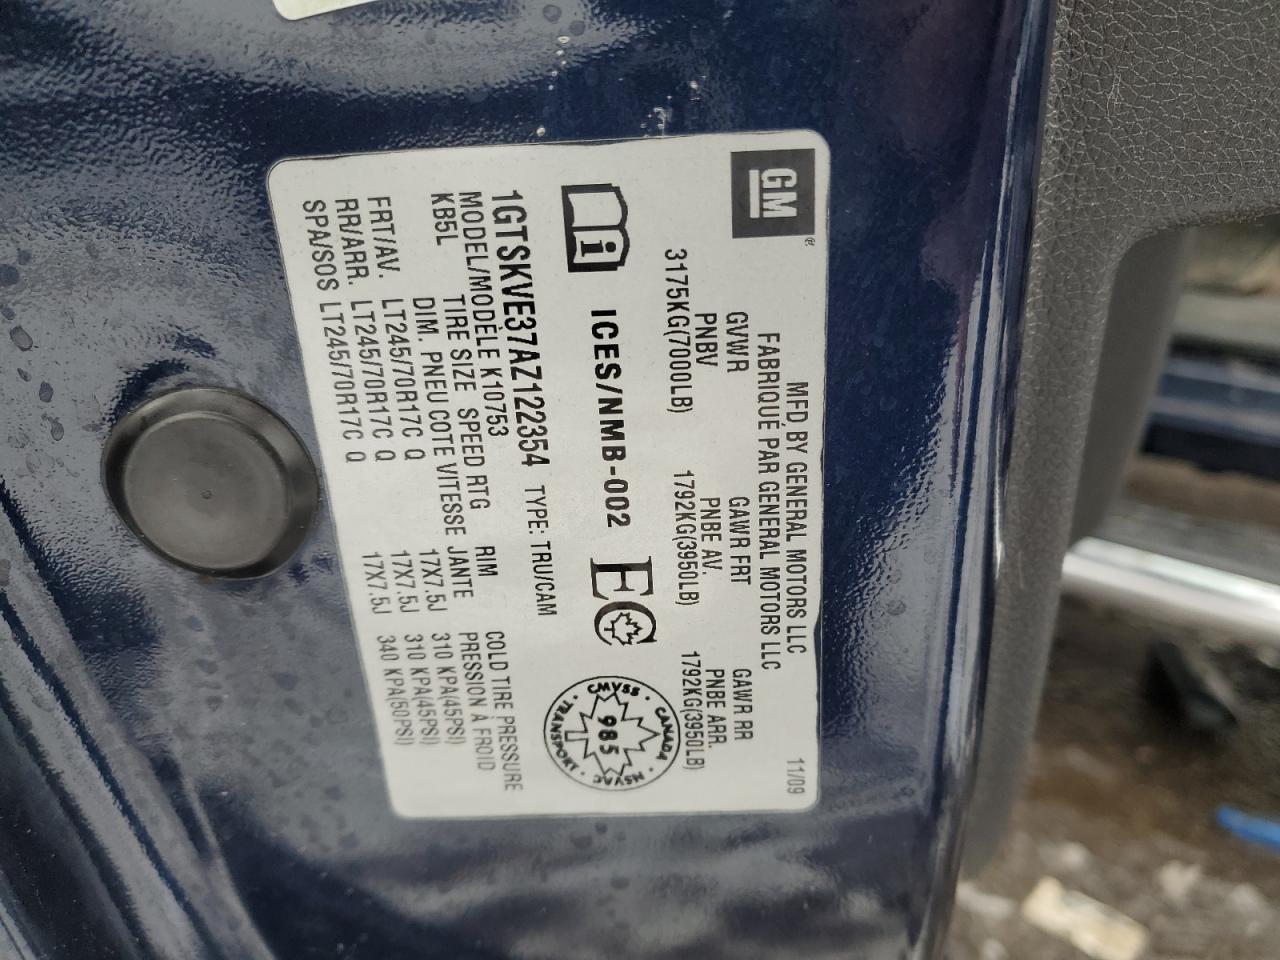 GM
MFD BY GENERAL MOTORS LLC
11/09
FABRIQUÉ PAR GENERAL MOTORS LLC
GVWR GAWR FRT GAWR RR
PNBV PNBE AV. PNBE ARR.
3175KG(7000LB) 1792KG(3950LB) 1792KG(3950LB)
i ICES/NMB-002
CMVSS • CANADA • NSVAC • TRANSPORT •
985
1GTSKVE37AZ122354 TYPE: TRU/CAM
MODEL/MODÈLE K10753
KB5L
TIRE SIZE SPEED RTG RIM COLD TIRE PRESSURE
DIM. PNEU COTE VITESSE JANTE PRESSION À FROID
FRT/AV. LT245/70R17C Q 17X7.5J 310 KPA(45PSI)
RR/ARR. LT245/70R17C Q 17X7.5J 310 KPA(45PSI)
SPA/SOS LT245/70R17C Q 17X7.5J 340 KPA(50PSI)